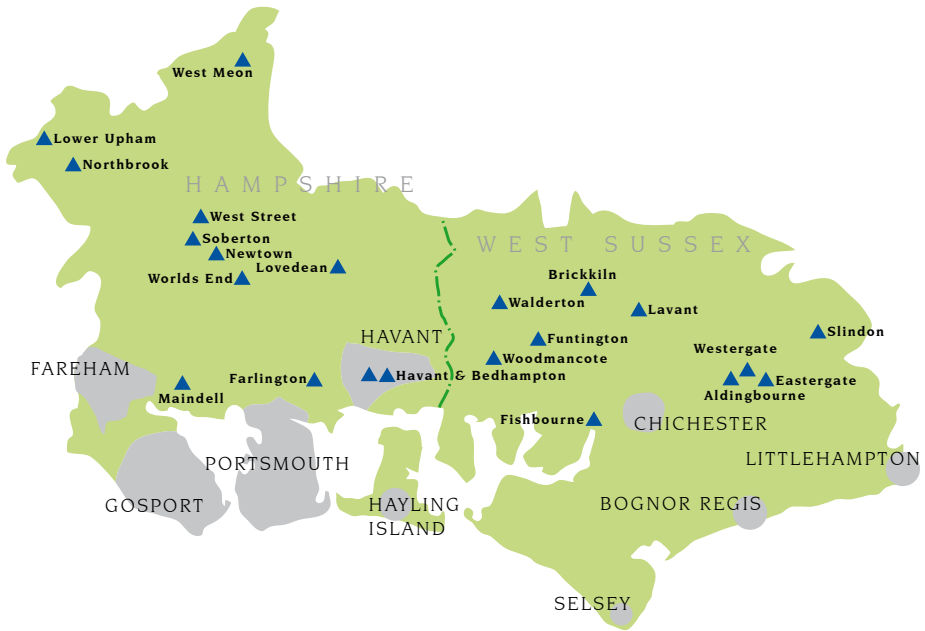 West Meon
Lower Upham
Northbrook
HAMPSHIRE
West Street
Soberton
Newtown
Lovedean
Worlds End
WEST SUSSEX
Brickkiln
Walderton
Lavant
Slindon
HAVANT
Funtington
Westergate
Woodmancote
FAREHAM
Farlington
Havant & Bedhampton
Eastergate
Maindell
Aldingbourne
Fishbourne
CHICHESTER
PORTSMOUTH
LITTLEHAMPTON
GOSPORT
HAYLING
ISLAND
BOGNOR REGIS
SELSEY